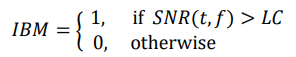 IBM = { 1, if SNR(t, f) > LC
0, otherwise